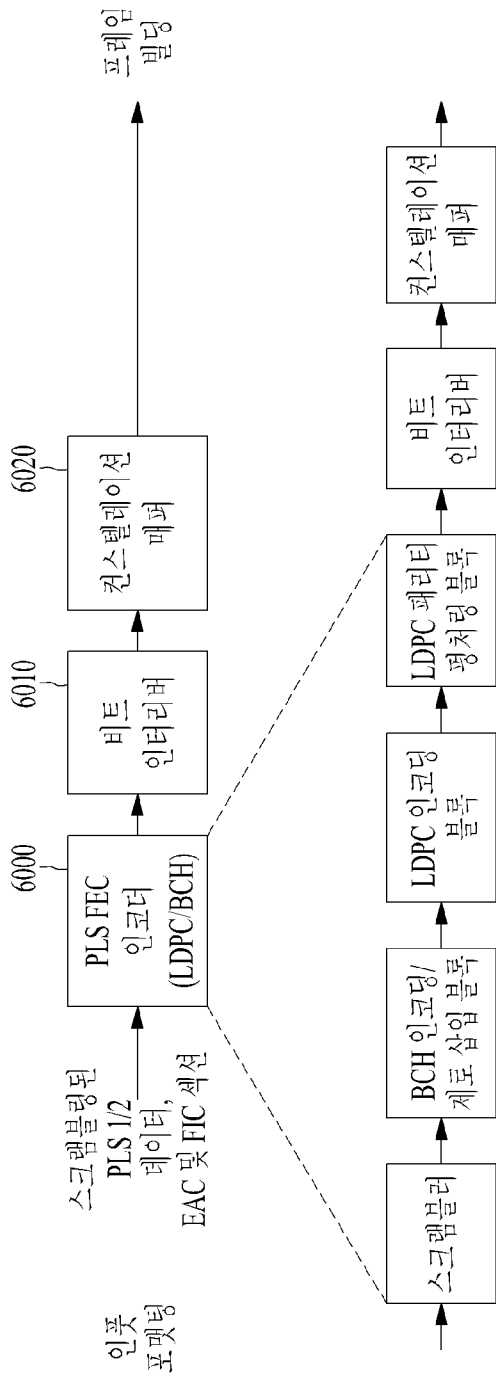 인풋
포맷팅
스크램블링된
PLS 1/2
데이터,
EAC 및 FIC 섹션
6000
PLS FEC
인코더
(LDPC/BCH)
6010
비트
인터리버
6020
컨스텔레이션
매퍼
프레임
빌딩
스크램블러
BCH 인코딩/
제로 삽입 블록
LDPC 인코딩
블록
LDPC 패리티
펑처링 블록
비트
인터리버
컨스텔레이션
매퍼